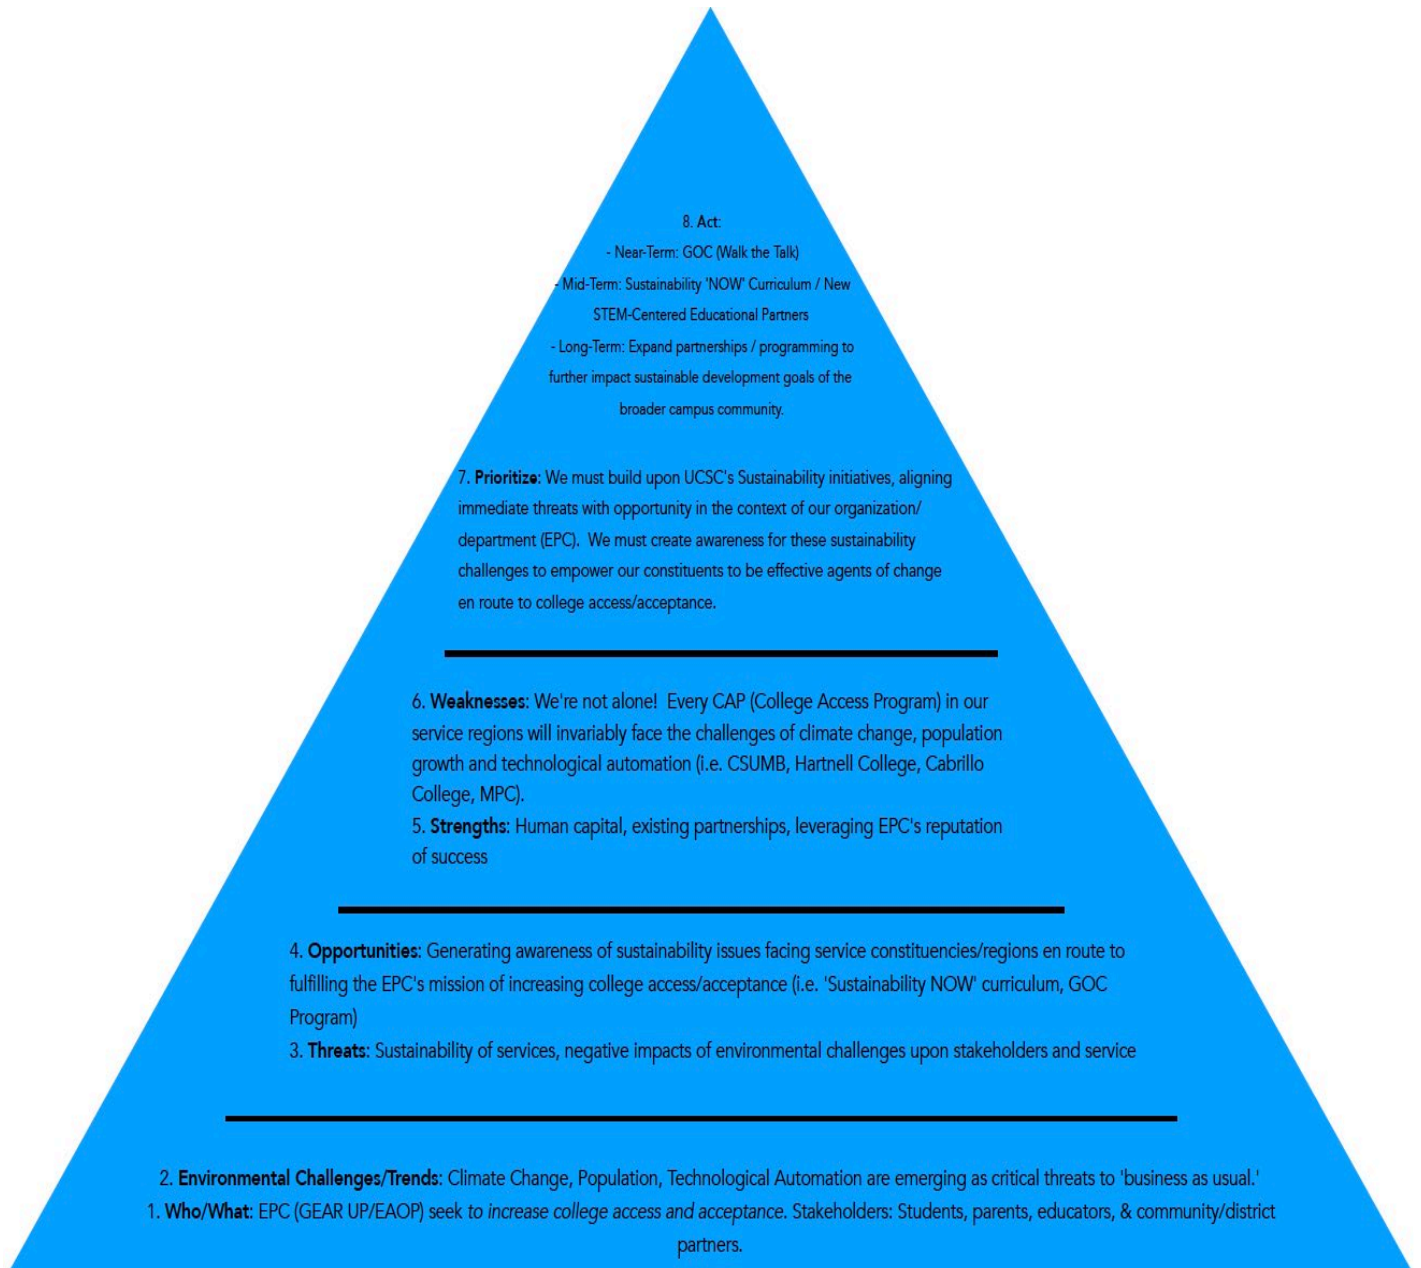 8. Act:
- Near-Term: GOC (Walk the Talk)
- Mid-Term: Sustainability 'NOW' Curriculum / New
STEM-Centered Educational Partners
- Long-Term: Expand partnerships / programming to
further impact sustainable development goals of the
broader campus community.
7. Prioritize: We must build upon UCSC's Sustainability initiatives, aligning
immediate threats with opportunity in the context of our organization/
department (EPC).  We must create awareness for these sustainability
challenges to empower our constituents to be effective agents of change
en route to college access/acceptance.
6. Weaknesses: We're not alone!  Every CAP (College Access Program) in our
service regions will invariably face the challenges of climate change, population
growth and technological automation (i.e. CSUMB, Hartnell College, Cabrillo
College, MPC).
5. Strengths: Human capital, existing partnerships, leveraging EPC's reputation
of success
4. Opportunities: Generating awareness of sustainability issues facing service constituencies/regions en route to
fulfilling the EPC's mission of increasing college access/acceptance (i.e. 'Sustainability NOW' curriculum, GOC
Program)
3. Threats: Sustainability of services, negative impacts of environmental challenges upon stakeholders and service
2. Environmental Challenges/Trends: Climate Change, Population, Technological Automation are emerging as critical threats to 'business as usual.'
1. Who/What: EPC (GEAR UP/EAOP) seek to increase college access and acceptance. Stakeholders: Students, parents, educators, & community/district
partners.